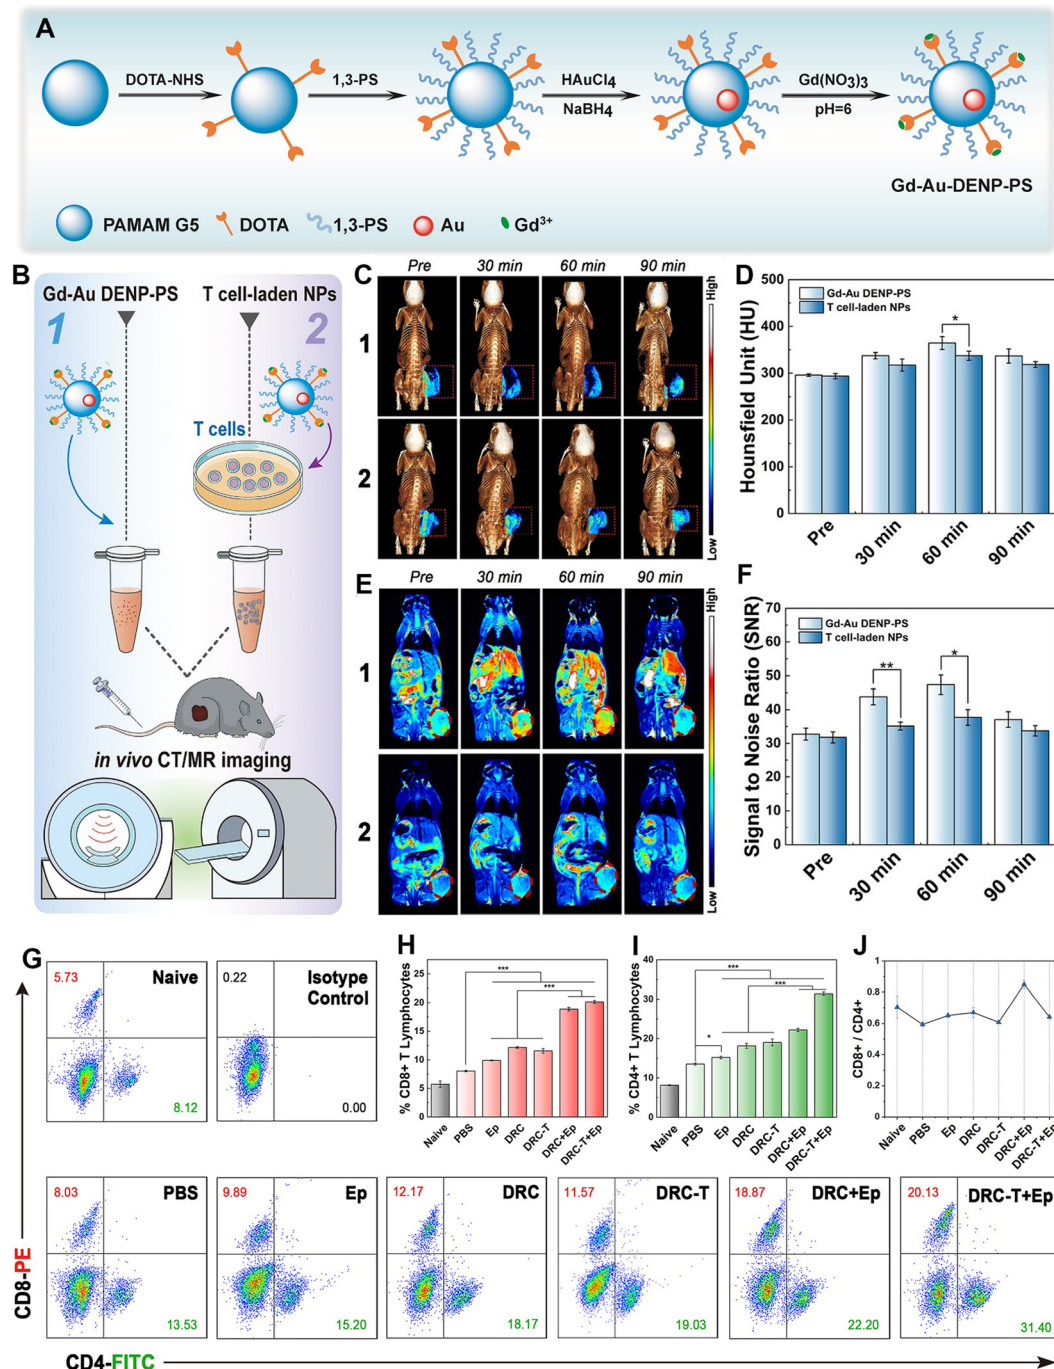 A
DOTA-NHS
1,3-PS
HAuCl4
NaBH4
Gd(NO3)3
pH=6
Gd-Au-DENP-PS
PAMAM G5
DOTA
1,3-PS
Au
Gd3+
B
Gd-Au DENP-PS
T cell-laden NPs
1
2
T cells
in vivo CT/MR imaging
C
Pre
30 min
60 min
90 min
1
2
High
Low
D
Hounsfield Unit (HU)
500
400
300
200
100
0
Gd-Au DENP-PS
T cell-laden NPs
*
Pre
30 min
60 min
90 min
E
Pre
30 min
60 min
90 min
1
2
High
Low
F
Signal to Noise Ratio (SNR)
70
60
50
40
30
20
10
0
Gd-Au DENP-PS
T cell-laden NPs
**
*
Pre
30 min
60 min
90 min
G
5.73
Naive
8.12
0.22
Isotype
Control
0.00
H
% CD8+ T Lymphocytes
25
20
15
10
5
0
***
***
Naive
PBS
Ep
DRC
DRC-T
DRC+Ep
DRC-T+Ep
I
% CD4+ T Lymphocytes
40
30
20
10
0
***
***
*
Naive
PBS
Ep
DRC
DRC-T
DRC+Ep
DRC-T+Ep
J
CD8+ / CD4+
1
0.8
0.6
0.4
0.2
0
Naive
PBS
Ep
DRC
DRC-T
DRC+Ep
DRC-T+Ep
8.03
PBS
13.53
9.89
Ep
15.20
12.17
DRC
18.17
11.57
DRC-T
19.03
18.87
DRC+Ep
22.20
20.13
DRC-T+Ep
31.40
CD8-PE
CD4-FITC